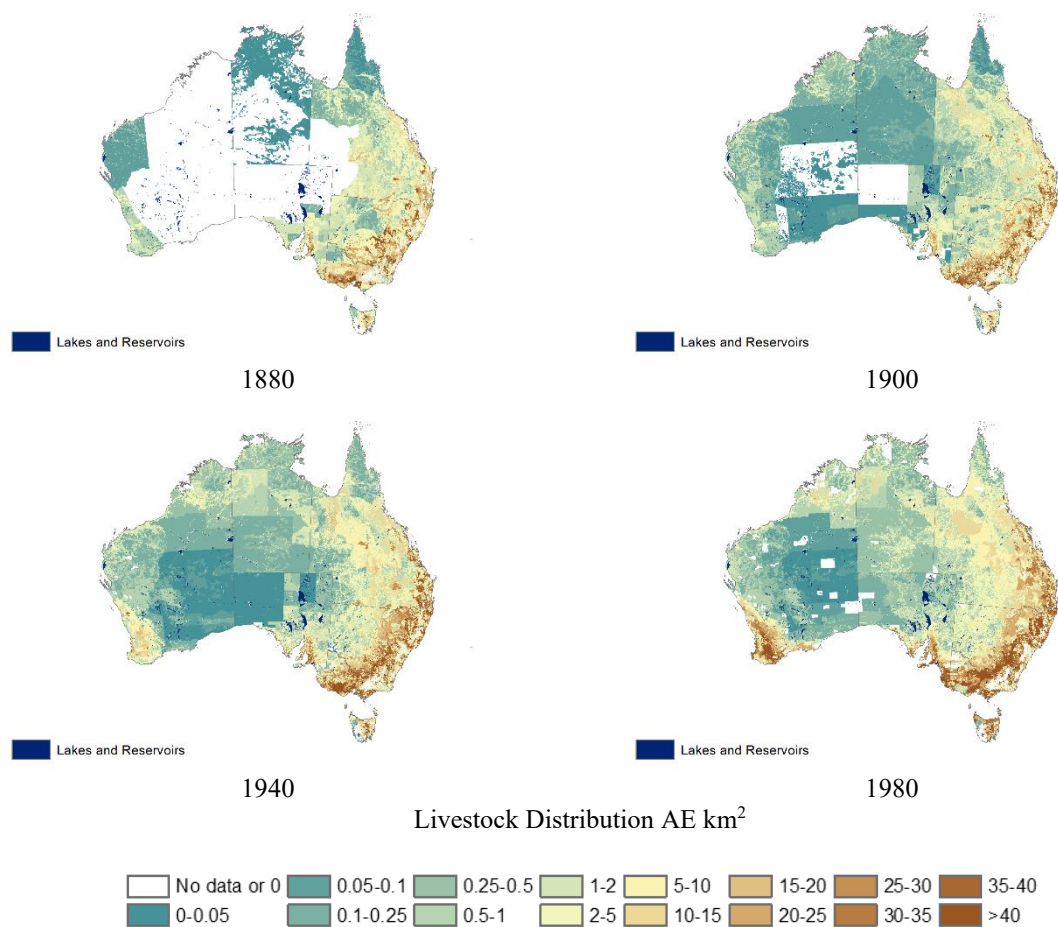 Lakes and Reservoirs
Lakes and Reservoirs
1880
1900
Lakes and Reservoirs
Lakes and Reservoirs
1940
1980
Livestock Distribution AE km²
No data or 0 0.05-0.1 0.25-0.5 1-2 5-10 15-20 25-30 35-40
0-0.05 0.1-0.25 0.5-1 2-5 10-15 20-25 30-35 >40